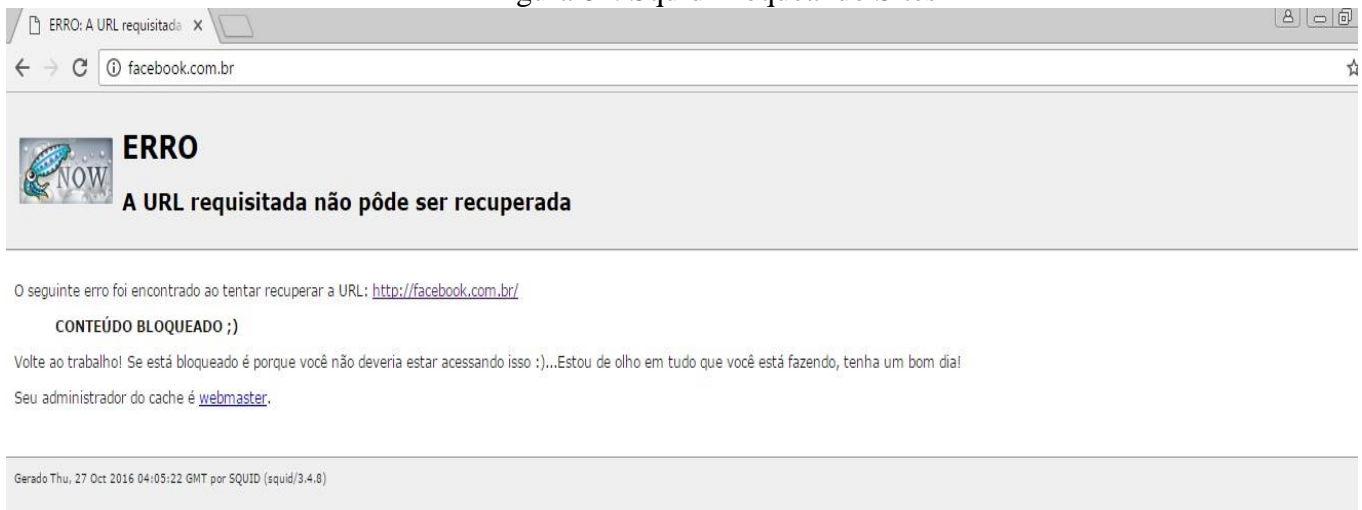 ERRO: A URL requisitada
facebook.com.br
NOW
ERRO
A URL requisitada não pôde ser recuperada
O seguinte erro foi encontrado ao tentar recuperar a URL: http://facebook.com.br/
CONTEÚDO BLOQUEADO ;)
Volte ao trabalho! Se está bloqueado é porque você não deveria estar acessando isso :)...Estou de olho em tudo que você está fazendo, tenha um bom dia!
Seu administrador do cache é webmaster.
Gerado Thu, 27 Oct 2016 04:05:22 GMT por SQUID (squid/3.4.8)